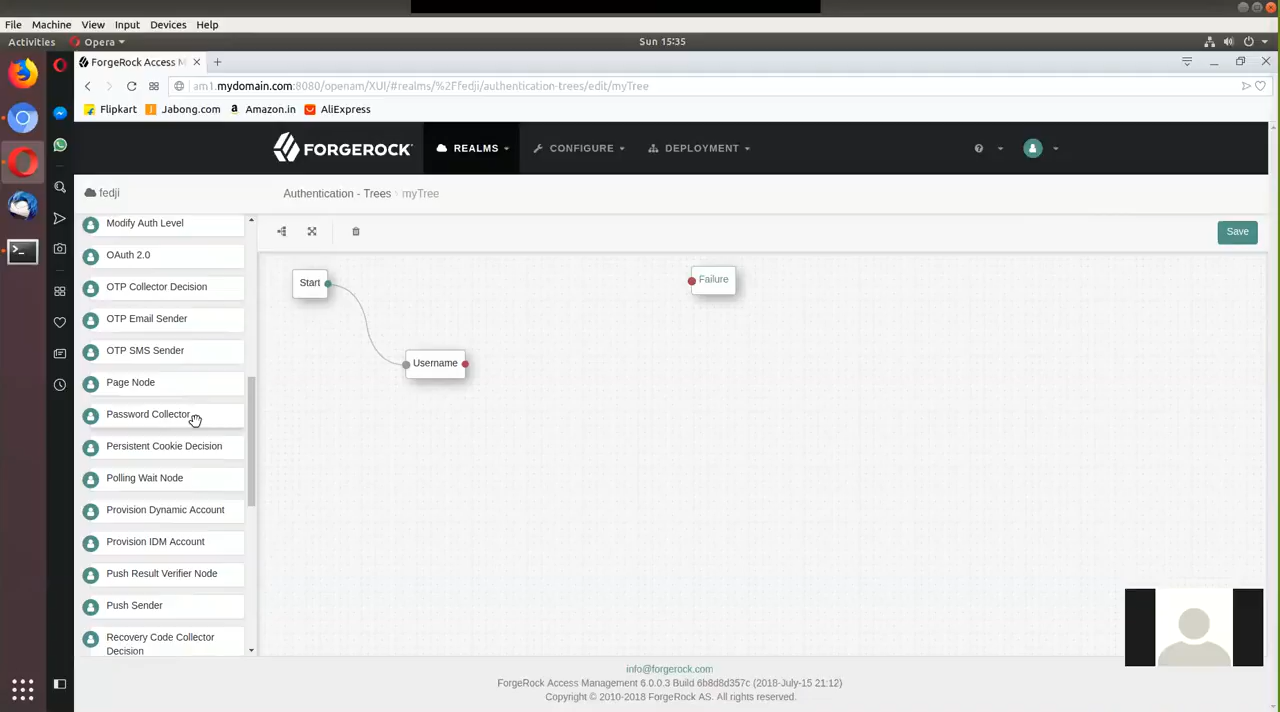 File Machine View Input Devices Help
Activities Opera Sun 15:35
ForgeRock Access M
am1.mydomain.com:8080/openam/XUI/#realms/%2Ffedji/authentication-trees/edit/myTree
Flipkart Jabong.com Amazon.in AliExpress
FORGEROCK REALMS CONFIGURE DEPLOYMENT
fedji Authentication - Trees myTree
Save
Modify Auth Level
OAuth 2.0
OTP Collector Decision
OTP Email Sender
OTP SMS Sender
Page Node
Password Collector
Persistent Cookie Decision
Polling Wait Node
Provision Dynamic Account
Provision IDM Account
Push Result Verifier Node
Push Sender
Recovery Code Collector
Decision
Start
Failure
Username
info@forgerock.com
ForgeRock Access Management 6.0.0.3 Build 6b8d8d357c (2018-July-15 21:12)
Copyright © 2010-2018 ForgeRock AS. All rights reserved.